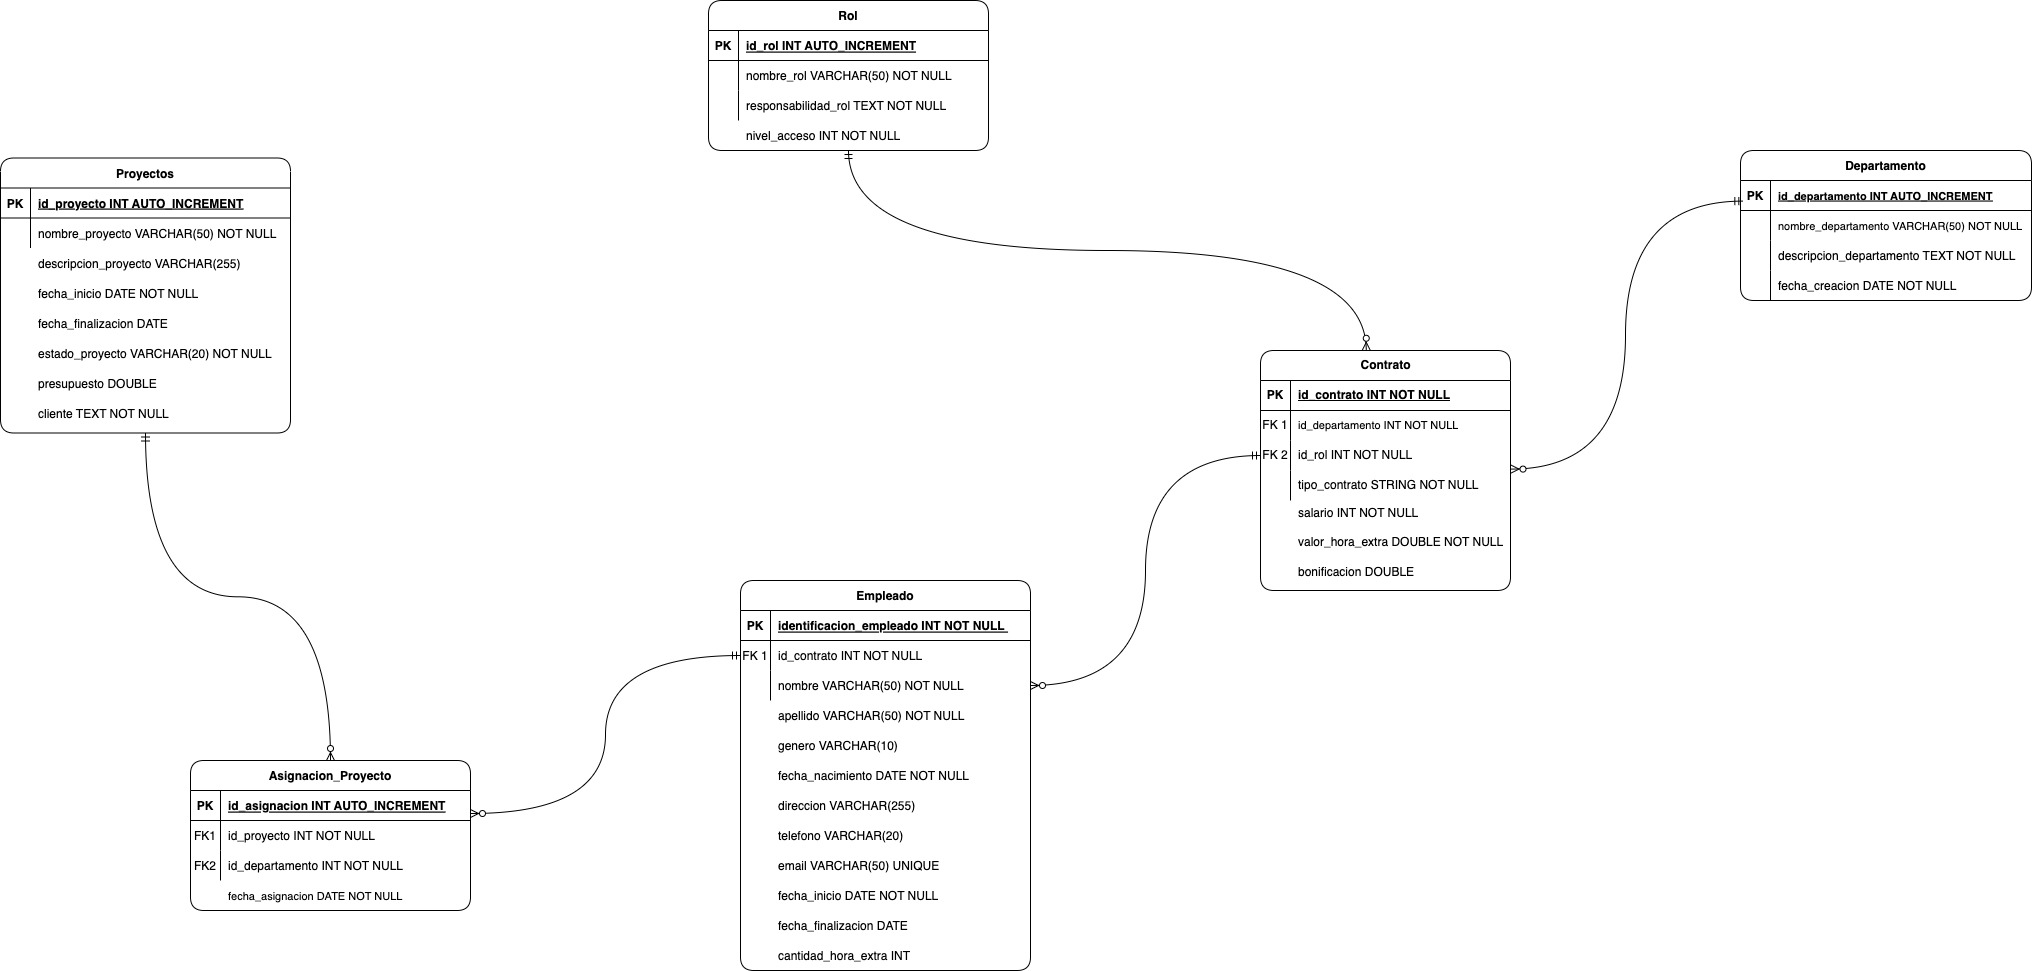 Rol
PK id_rol INT AUTO_INCREMENT
nombre_rol VARCHAR(50) NOT NULL
responsabilidad_rol TEXT NOT NULL
nivel_acceso INT NOT NULL
Proyectos
PK id_proyecto INT AUTO_INCREMENT
nombre_proyecto VARCHAR(50) NOT NULL
descripcion_proyecto VARCHAR(255)
fecha_inicio DATE NOT NULL
fecha_finalizacion DATE
estado_proyecto VARCHAR(20) NOT NULL
presupuesto DOUBLE
cliente TEXT NOT NULL
Departamento
PK id_departamento INT AUTO_INCREMENT
nombre_departamento VARCHAR(50) NOT NULL
descripcion_departamento TEXT NOT NULL
fecha_creacion DATE NOT NULL
Contrato
PK id_contrato INT NOT NULL
FK 1 id_departamento INT NOT NULL
FK 2 id_rol INT NOT NULL
tipo_contrato STRING NOT NULL
salario INT NOT NULL
valor_hora_extra DOUBLE NOT NULL
bonificacion DOUBLE
Empleado
PK identificacion_empleado INT NOT NULL
FK 1 id_contrato INT NOT NULL
nombre VARCHAR(50) NOT NULL
apellido VARCHAR(50) NOT NULL
genero VARCHAR(10)
fecha_nacimiento DATE NOT NULL
direccion VARCHAR(255)
telefono VARCHAR(20)
email VARCHAR(50) UNIQUE
fecha_inicio DATE NOT NULL
fecha_finalizacion DATE
cantidad_hora_extra INT
Asignacion_Proyecto
PK id_asignacion INT AUTO_INCREMENT
FK1 id_proyecto INT NOT NULL
FK2 id_departamento INT NOT NULL
fecha_asignacion DATE NOT NULL